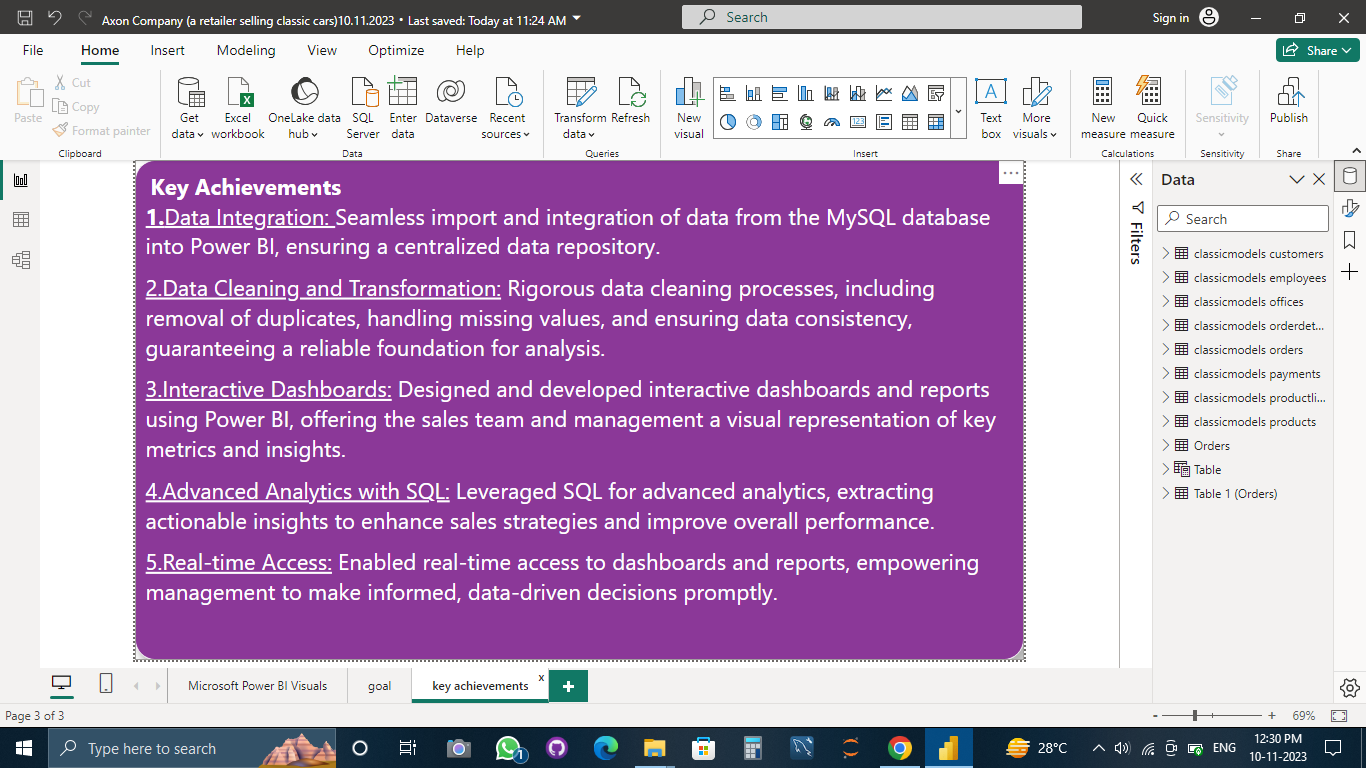 Axon Company (a retailer selling classic cars)10.11.2023 • Last saved: Today at 11:24 AM
Search
Sign in
File Home Insert Modeling View Optimize Help
Share
Paste
Cut
Copy
Format painter
Clipboard
Get data
Excel workbook
OneLake data hub
SQL Server
Enter data
Dataverse
Recent sources
Data
Transform data
Refresh
Queries
New visual
Text box
More visuals
Insert
New measure
Quick measure
Calculations
Sensitivity
Sensitivity
Publish
Share
Key Achievements
1.Data Integration: Seamless import and integration of data from the MySQL database
into Power BI, ensuring a centralized data repository.
2.Data Cleaning and Transformation: Rigorous data cleaning processes, including
removal of duplicates, handling missing values, and ensuring data consistency,
guaranteeing a reliable foundation for analysis.
3.Interactive Dashboards: Designed and developed interactive dashboards and reports
using Power BI, offering the sales team and management a visual representation of key
metrics and insights.
4.Advanced Analytics with SQL: Leveraged SQL for advanced analytics, extracting
actionable insights to enhance sales strategies and improve overall performance.
5.Real-time Access: Enabled real-time access to dashboards and reports, empowering
management to make informed, data-driven decisions promptly.
Filters
Data
Search
classicmodels customers
classicmodels employees
classicmodels offices
classicmodels orderdet...
classicmodels orders
classicmodels payments
classicmodels productli...
classicmodels products
Orders
Table
Table 1 (Orders)
Microsoft Power BI Visuals
goal
key achievements
x
+
Page 3 of 3
- + 69%
Type here to search
1
28°C
ENG
12:30 PM
10-11-2023